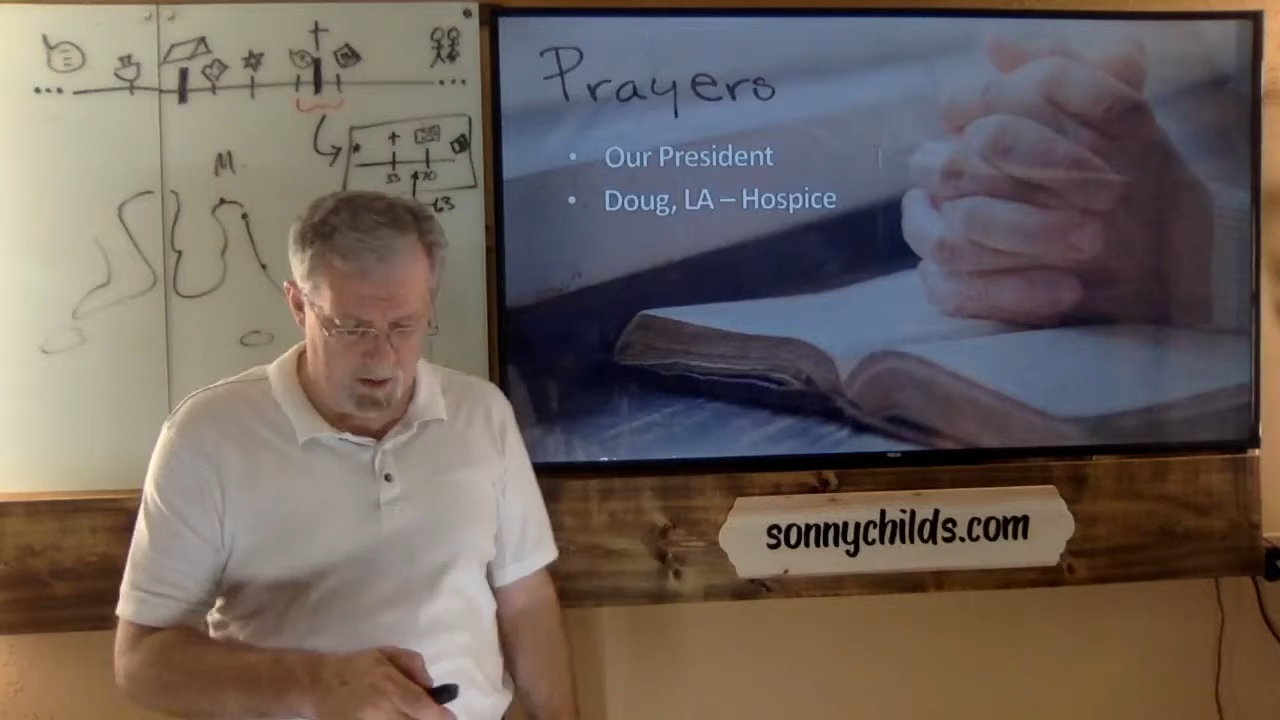 M.
33
70
63
Prayers
• Our President
• Doug, LA – Hospice
sonnychilds.com